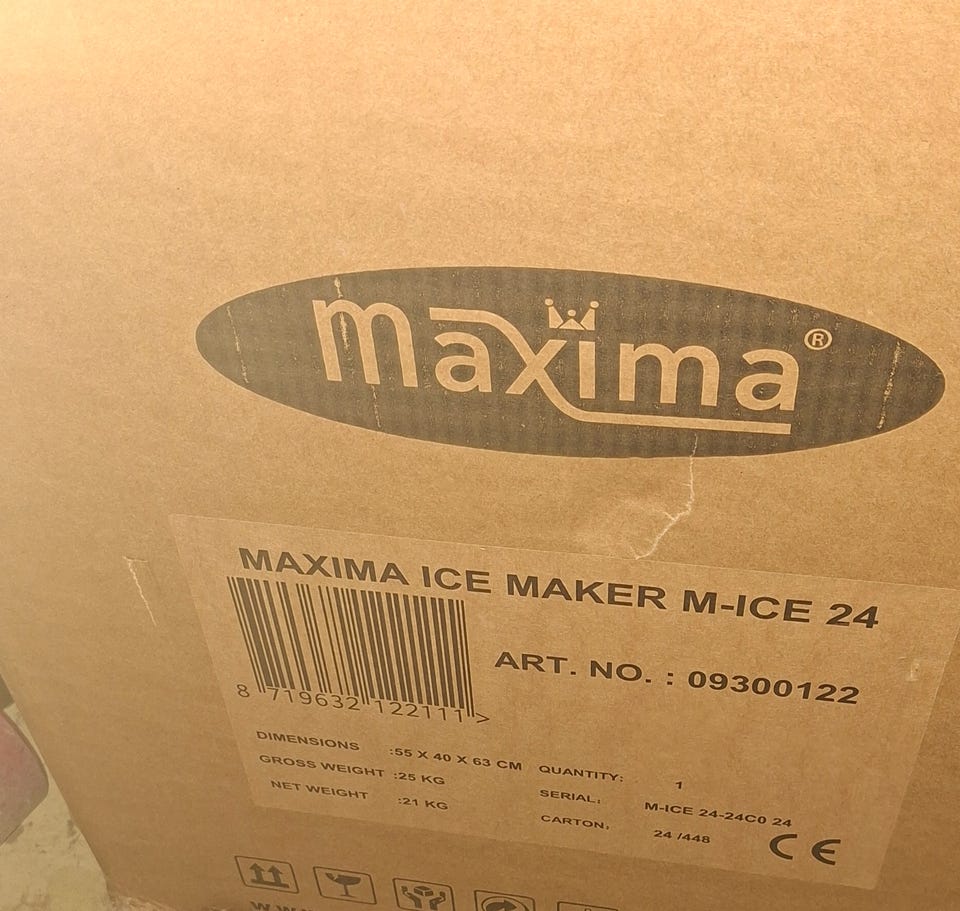 maxima®
MAXIMA ICE MAKER M-ICE 24
8 719632 122111 >
ART. NO. : 09300122
DIMENSIONS :55 X 40 X 63 CM
GROSS WEIGHT :25 KG
NET WEIGHT :21 KG
QUANTITY: 1
SERIAL: M-ICE 24-24C0 24
CARTON: 24 /448
CE